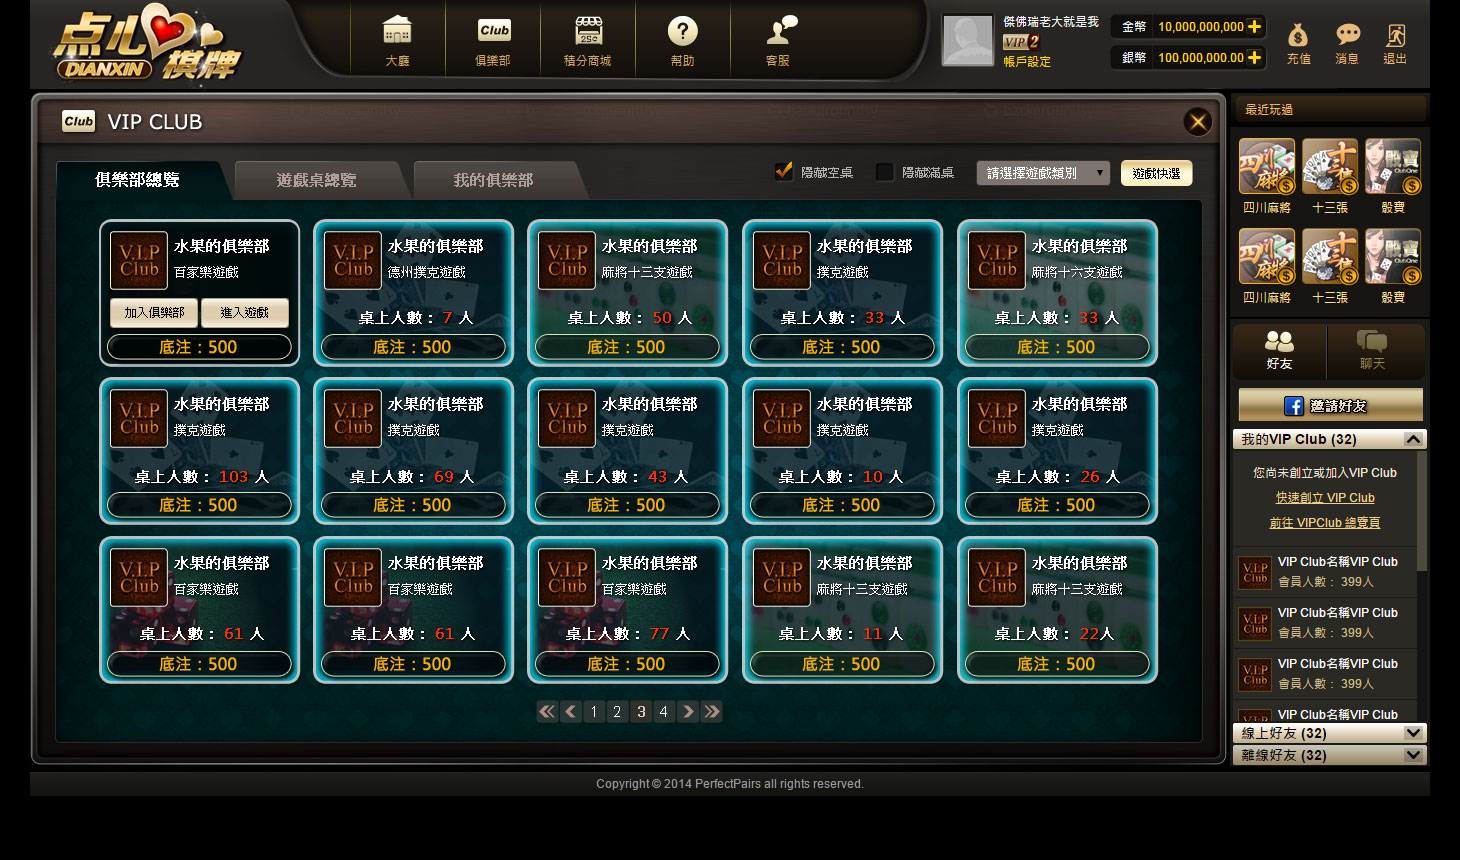 点心棋牌
DIANXIN
大廳
Club
俱樂部
25¢
積分商城
?
幫助
客服
傑佛瑞老大就是我
VIP 2
帳戶設定
金幣 10,000,000,000
銀幣 100,000,000.00
充值
消息
退出
Club VIP CLUB
俱樂部總覽
遊戲桌總覽
我的俱樂部
隱藏空桌
隱藏滿桌
請選擇遊戲類別
遊戲快選
V.I.P Club
水果的俱樂部
百家樂遊戲
加入俱樂部 進入遊戲
底注：500
V.I.P Club
水果的俱樂部
德州撲克遊戲
桌上人數： 7 人
底注：500
V.I.P Club
水果的俱樂部
麻將十三支遊戲
桌上人數： 50 人
底注：500
V.I.P Club
水果的俱樂部
撲克遊戲
桌上人數： 33 人
底注：500
V.I.P Club
水果的俱樂部
麻將十六支遊戲
桌上人數： 33 人
底注：500
V.I.P Club
水果的俱樂部
撲克遊戲
桌上人數： 103 人
底注：500
V.I.P Club
水果的俱樂部
撲克遊戲
桌上人數： 69 人
底注：500
V.I.P Club
水果的俱樂部
撲克遊戲
桌上人數： 43 人
底注：500
V.I.P Club
水果的俱樂部
撲克遊戲
桌上人數： 10 人
底注：500
V.I.P Club
水果的俱樂部
撲克遊戲
桌上人數： 26 人
底注：500
V.I.P Club
水果的俱樂部
百家樂遊戲
桌上人數： 61 人
底注：500
V.I.P Club
水果的俱樂部
百家樂遊戲
桌上人數： 61 人
底注：500
V.I.P Club
水果的俱樂部
百家樂遊戲
桌上人數： 77 人
底注：500
V.I.P Club
水果的俱樂部
麻將十三支遊戲
桌上人數： 11 人
底注：500
V.I.P Club
水果的俱樂部
麻將十三支遊戲
桌上人數： 22人
底注：500
1 2 3 4
最近玩過
四川麻將 十三張 骰寶
四川麻將 十三張 骰寶
好友
聊天
邀請好友
我的VIP Club (32)
您尚未創立或加入VIP Club
快速創立 VIP Club
前往 VIPClub 總覽頁
V.I.P Club
VIP Club名稱VIP Club
會員人數： 399人
V.I.P Club
VIP Club名稱VIP Club
會員人數： 399人
V.I.P Club
VIP Club名稱VIP Club
會員人數： 399人
VIP Club名稱VIP Club
線上好友 (32)
離線好友 (32)
Copyright © 2014 PerfectPairs all rights reserved.